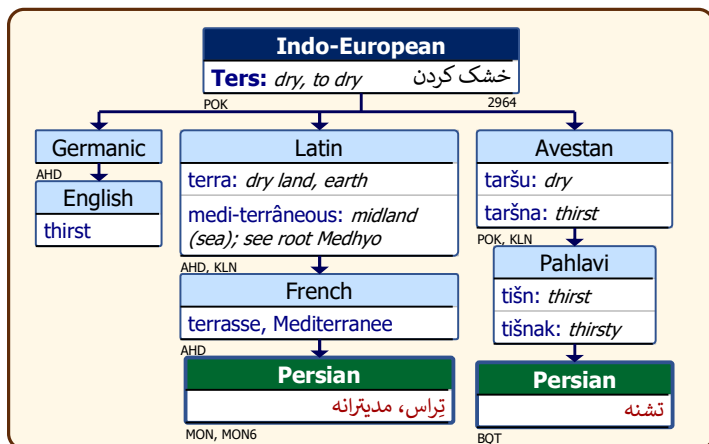 Indo-European
Ters: dry, to dry خشک کردن
POK 2964
Germanic
AHD
English
thirst
Latin
terra: dry land, earth
medi-terrâneous: midland
(sea); see root Medhyo
AHD, KLN
French
terrasse, Mediterranee
AHD
Persian
تِراس، مدیترانه
MON, MON6
Avestan
taršu: dry
taršna: thirst
POK, KLN
Pahlavi
tišn: thirst
tišnak: thirsty
Persian
تشنه
BQT